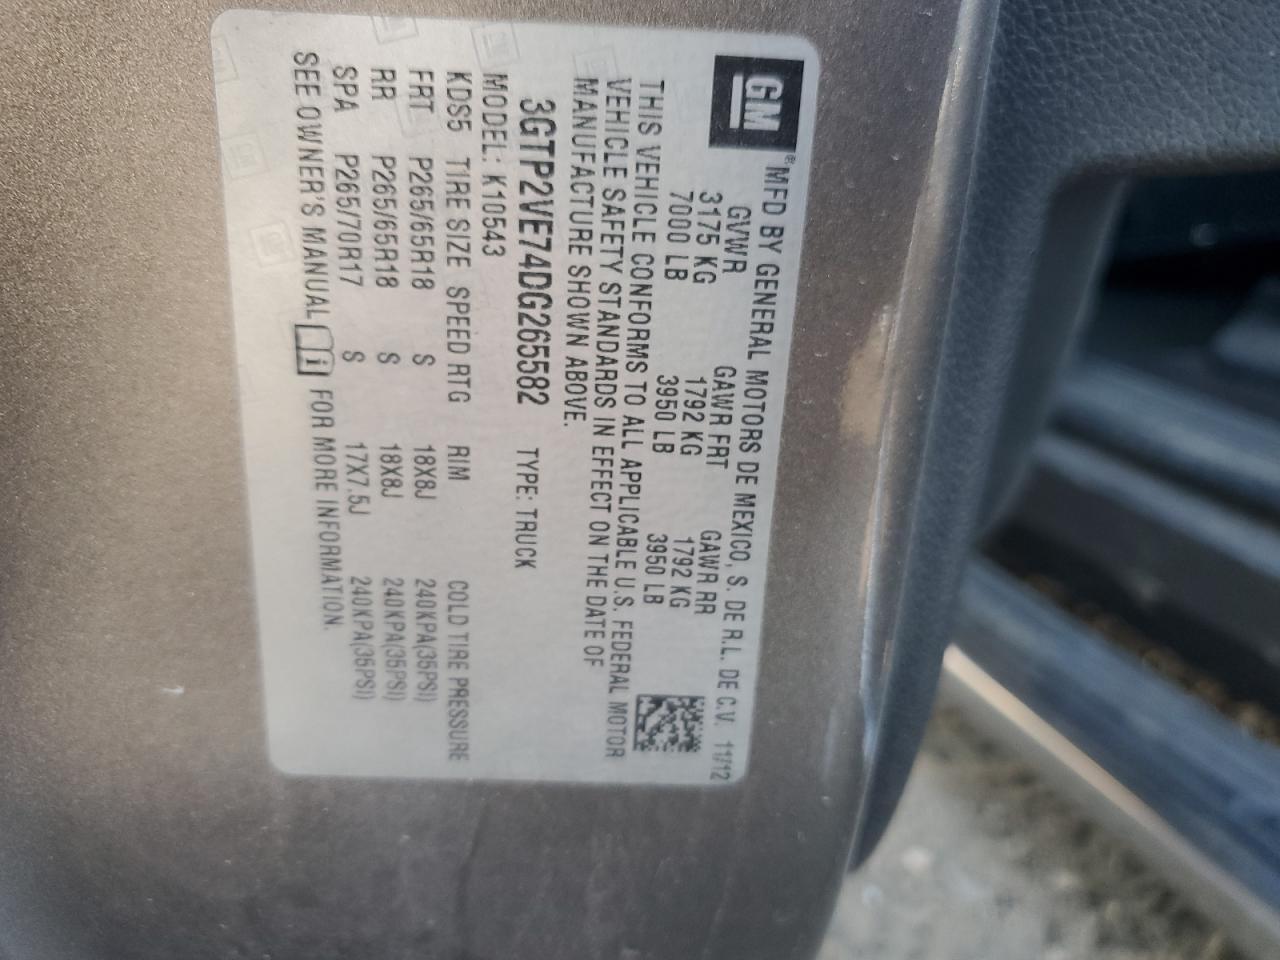 GM
® MFD BY GENERAL MOTORS DE MEXICO, S. DE R.L. DE C.V. 11/12
GVWR GAWR FRT GAWR RR
3175 KG 1792 KG 1792 KG
7000 LB 3950 LB 3950 LB
THIS VEHICLE CONFORMS TO ALL APPLICABLE U.S. FEDERAL MOTOR
VEHICLE SAFETY STANDARDS IN EFFECT ON THE DATE OF
MANUFACTURE SHOWN ABOVE.
3GTP2VE74DG265582 TYPE: TRUCK
MODEL: K10543
KDS5 TIRE SIZE SPEED RTG RIM COLD TIRE PRESSURE
FRT P265/65R18 S 18X8J 240KPA(35PSI)
RR P265/65R18 S 18X8J 240KPA(35PSI)
SPA P265/70R17 S 17X7.5J 240KPA(35PSI)
SEE OWNER'S MANUAL i FOR MORE INFORMATION.